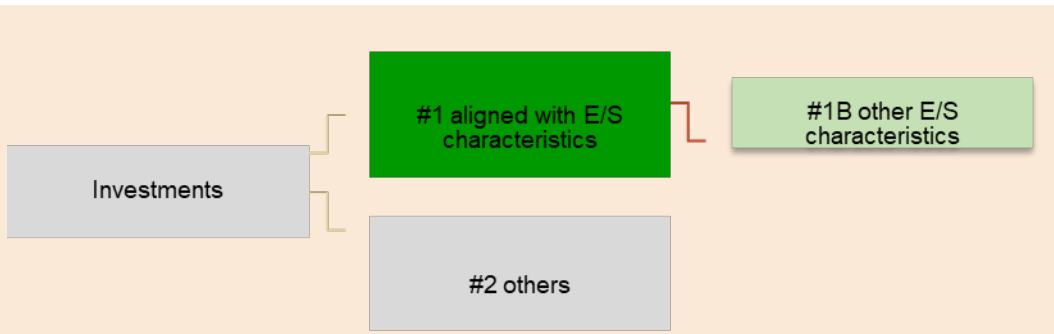 Investments
#1 aligned with E/S
characteristics
#1B other E/S
characteristics
#2 others